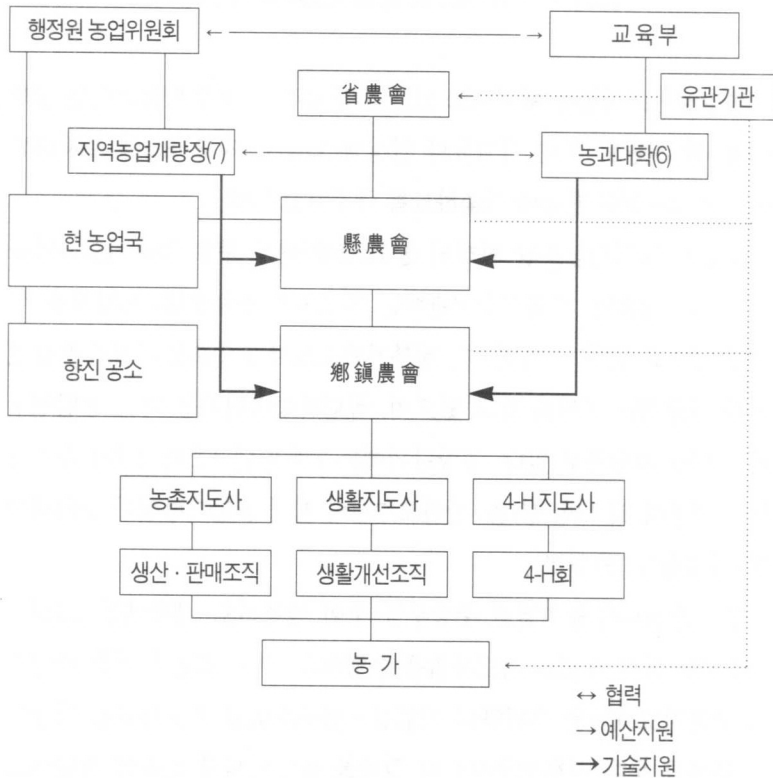 행정원 농업위원회
교육부
省農會
유관기관
지역농업개량장(7)
농과대학(6)
현 농업국
懸農會
향진 공소
鄕鎭農會
농촌지도사
생활지도사
4-H 지도사
생산 · 판매조직
생활개선조직
4-H회
농 가
↔ 협력
→ 예산지원
→ 기술지원